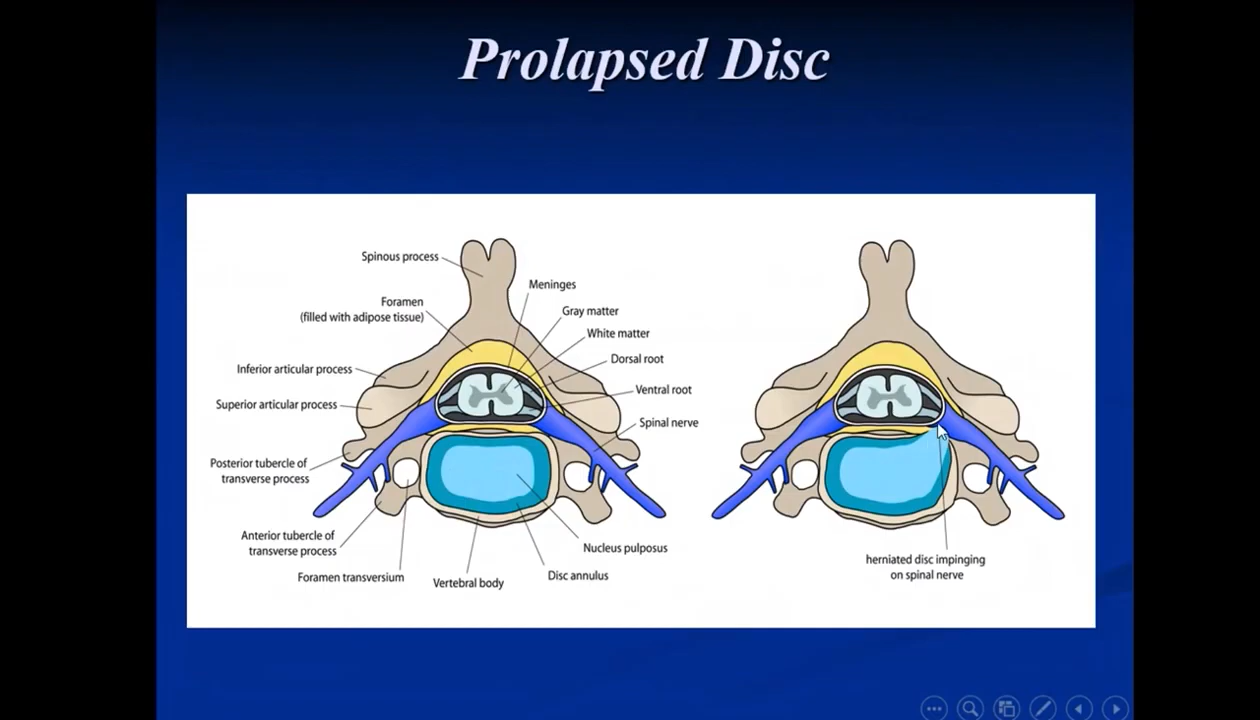 Prolapsed Disc
Spinous process
Meninges
Foramen
(filled with adipose tissue)
Gray matter
White matter
Dorsal root
Inferior articular process
Ventral root
Superior articular process
Spinal nerve
Posterior tubercle of
transverse process
Anterior tubercle of
transverse process
Nucleus pulposus
Foramen transversium
Vertebral body
Disc annulus
herniated disc impinging
on spinal nerve